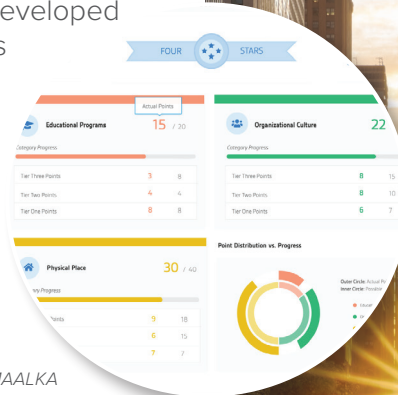 eveloped
s
FOUR STARS
Actual Points
Educational Programs 15 / 20
Category Progress
Tier Three Points 3 8
Tier Two Points 4 4
Tier One Points 8 8
Organizational Culture 22
Category Progress
Tier Three Points 8 15
Tier Two Points 8 10
Tier One Points 6 7
Physical Place 30 / 40
ory Progress
Points 9 18
6 15
7 7
Point Distribution vs. Progress
Outer Circle: Actual Po
Inner Circle: Possible
Educati
AALKA